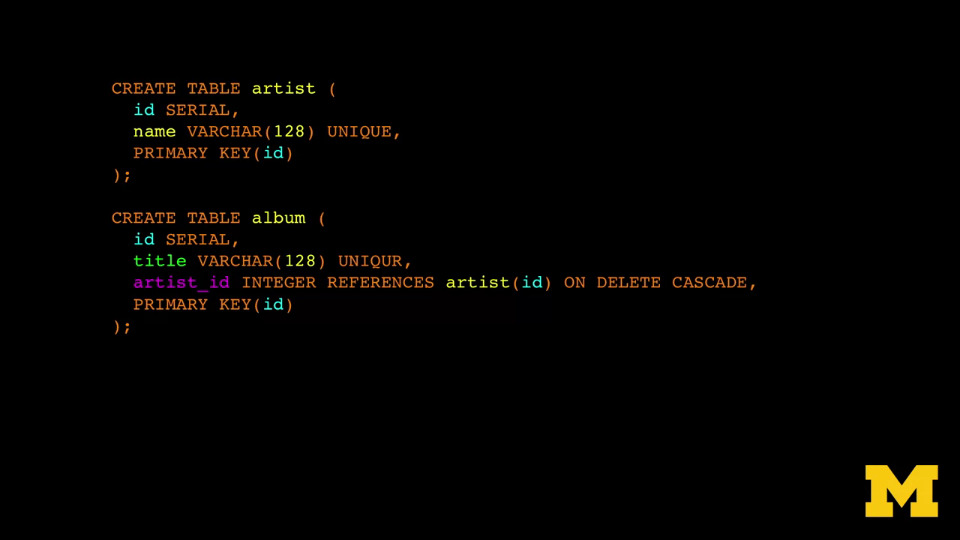 CREATE TABLE artist (
  id SERIAL,
  name VARCHAR(128) UNIQUE,
  PRIMARY KEY(id)
);

CREATE TABLE album (
  id SERIAL,
  title VARCHAR(128) UNIQUR,
  artist_id INTEGER REFERENCES artist(id) ON DELETE CASCADE,
  PRIMARY KEY(id)
);
M